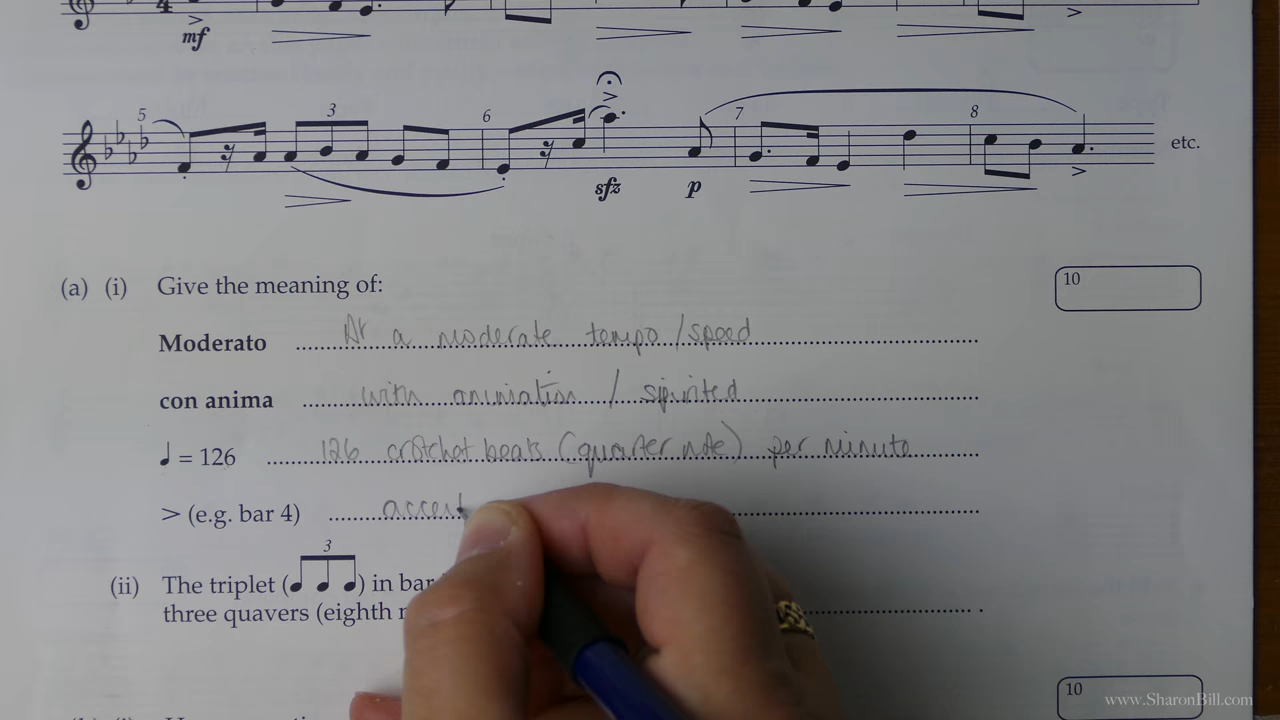 4
mf
5 3 6 7 8
sfz p etc.
(a) (i) Give the meaning of: 10
Moderato At a moderate tempo / speed
con anima with animation / spirited
♩ = 126 126 crotchet beats (quarter note) per minute
> (e.g. bar 4) accent
3
(ii) The triplet ( ) in bar
three quavers (eighth n .
10
www.SharonBill.com